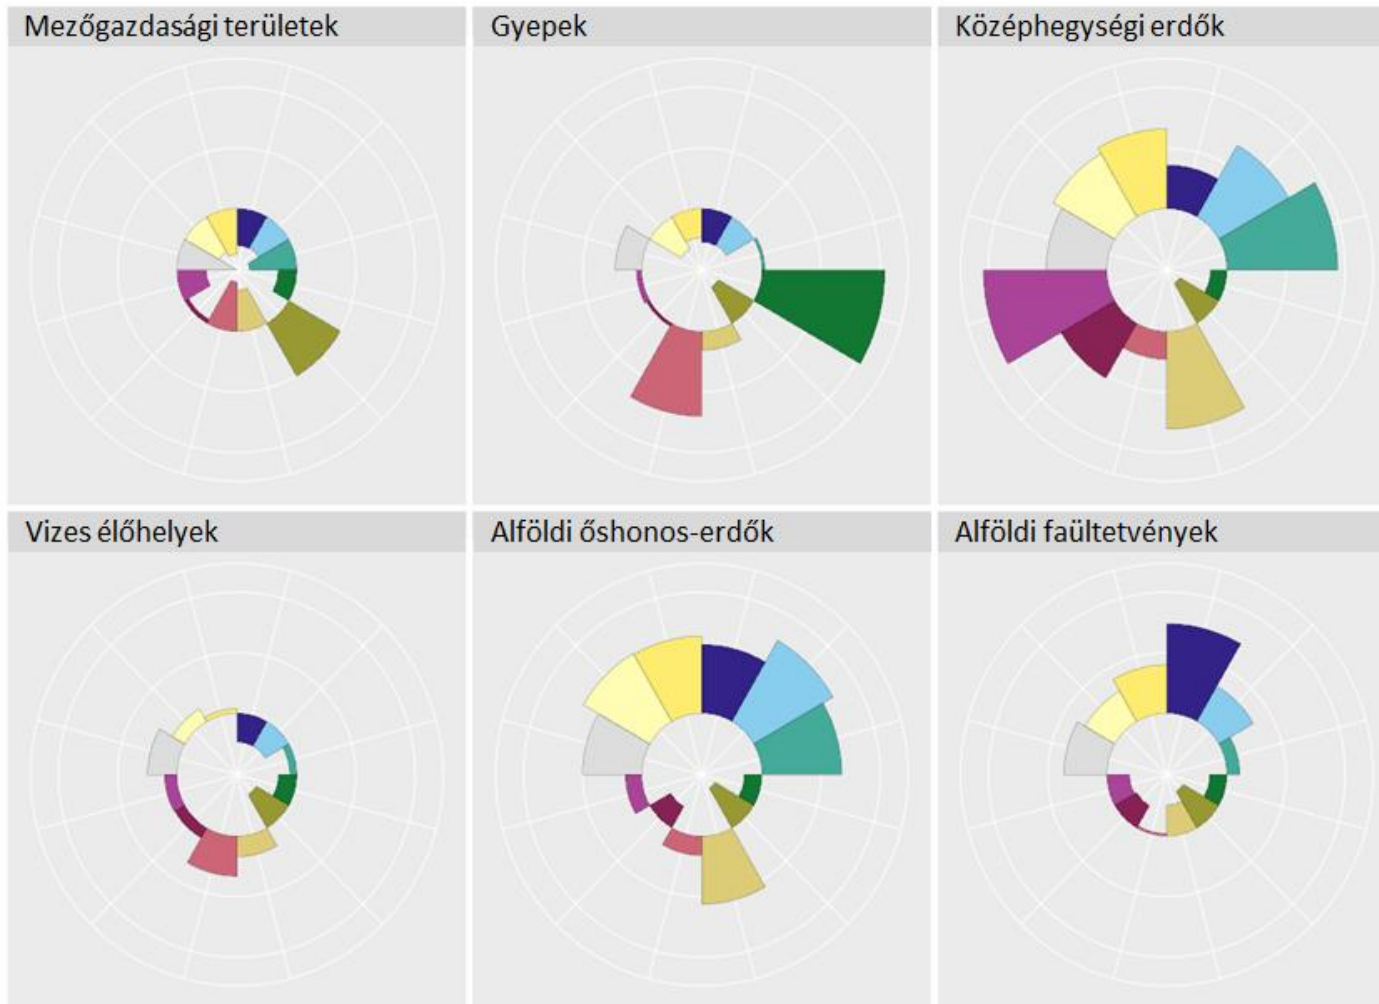 Mezőgazdasági területek
Gyepek
Középhegységi erdők
Vizes élőhelyek
Alföldi őshonos-erdők
Alföldi faültetvények